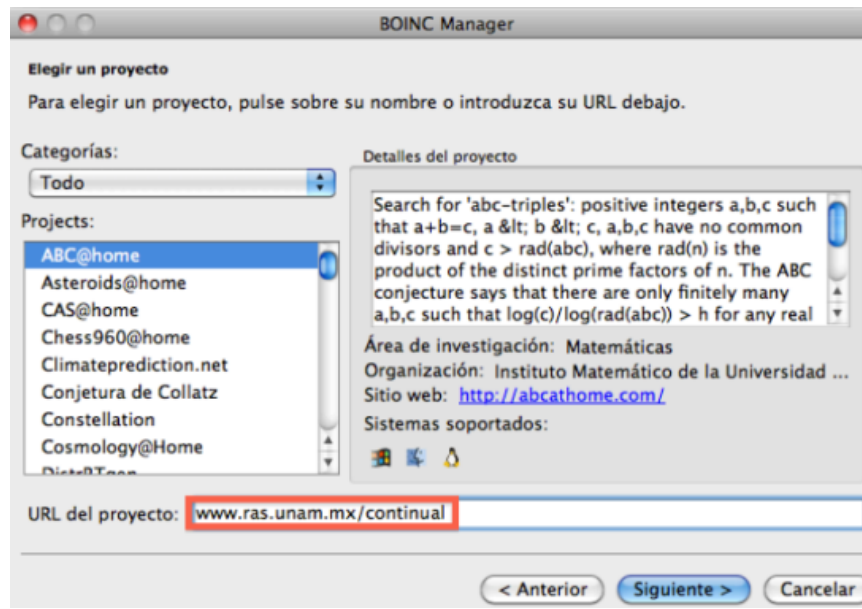 BOINC Manager
Elegir un proyecto
Para elegir un proyecto, pulse sobre su nombre o introduzca su URL debajo.
Categorías:
Todo
Projects:
ABC@home
Asteroids@home
CAS@home
Chess960@home
Climateprediction.net
Conjetura de Collatz
Constellation
Cosmology@Home
Detalles del proyecto
Search for 'abc-triples': positive integers a,b,c such
that a+b=c, a &lt; b &lt; c, a,b,c have no common
divisors and c > rad(abc), where rad(n) is the
product of the distinct prime factors of n. The ABC
conjecture says that there are only finitely many
a,b,c such that log(c)/log(rad(abc)) > h for any real
Área de investigación: Matemáticas
Organización: Instituto Matemático de la Universidad ...
Sitio web: http://abcathome.com/
Sistemas soportados:
URL del proyecto: www.ras.unam.mx/continual
< Anterior
Siguiente >
Cancelar